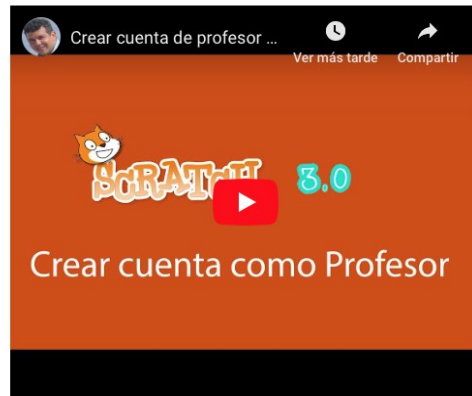 Crear cuenta de profesor ...
Ver más tarde
Compartir
SCRATCH 3.0
Crear cuenta como Profesor